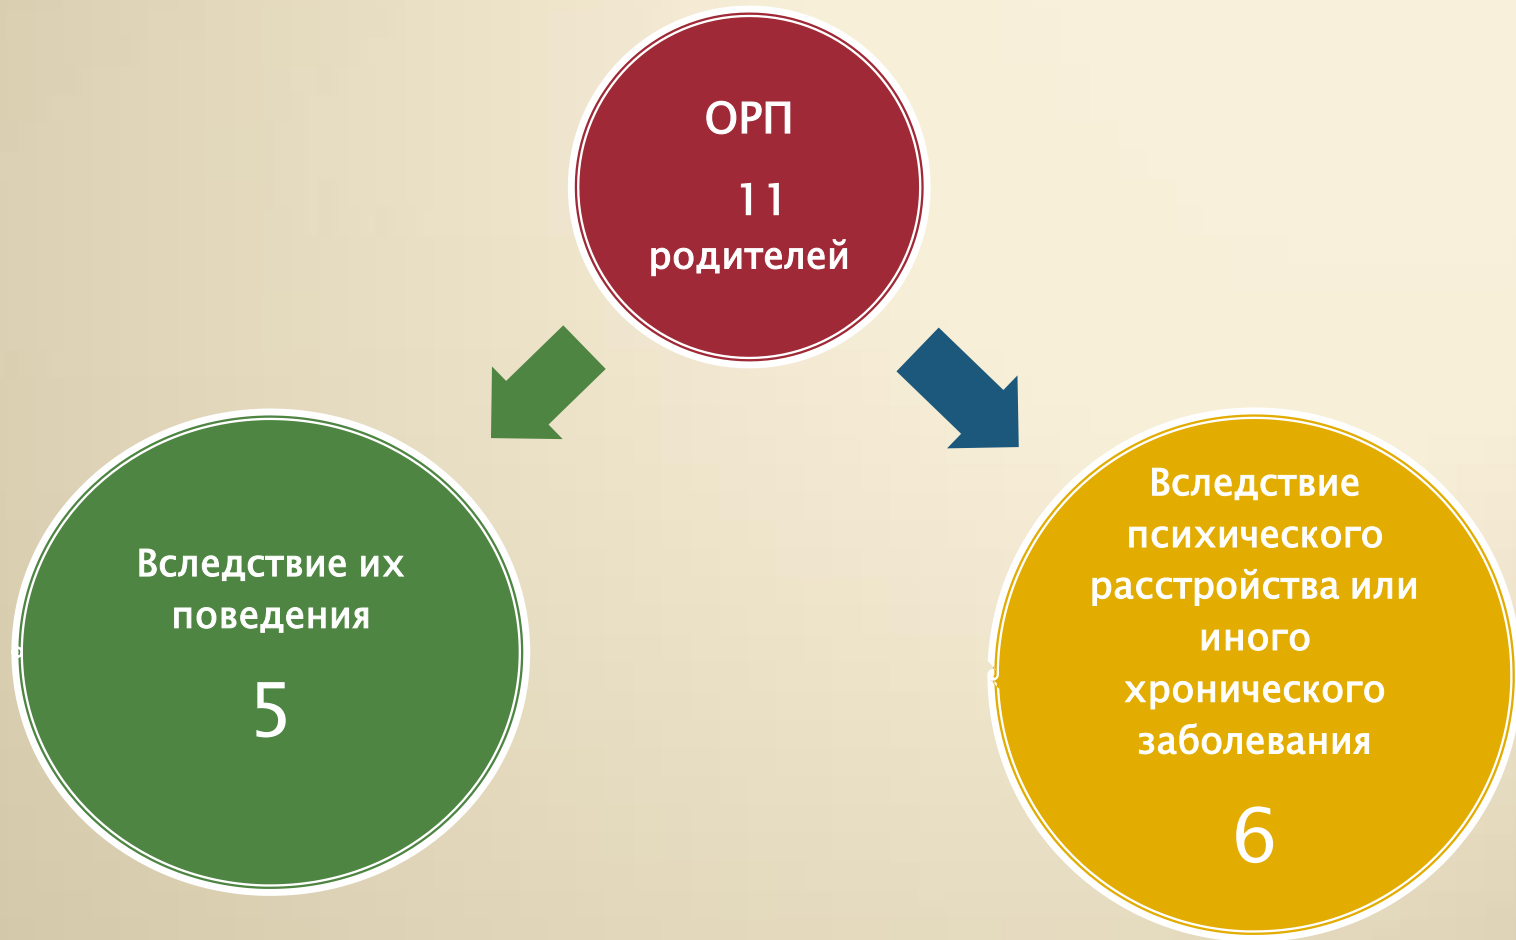 ОРП
11
родителей
Вследствие их
поведения
5
Вследствие
психического
расстройства или
иного
хронического
заболевания
6